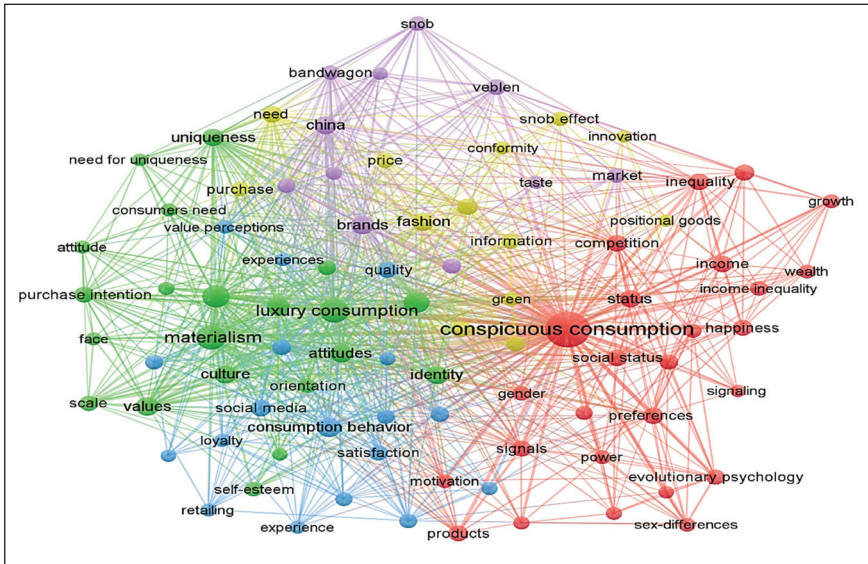 snob
bandwagon
veblen
need
snob effect
china
innovation
uniqueness
conformity
need for uniqueness
price
taste
market
inequality
purchase
growth
consumers need
positional goods
value perceptions
brands
fashion
information
competition
attitude
experiences
quality
income
wealth
purchase intention
green
status
income inequality
luxury consumption
conspicuous consumption
happiness
face
materialism
attitudes
social status
culture
identity
orientation
gender
signaling
scale
values
social media
preferences
consumption behavior
loyalty
satisfaction
signals
power
motivation
evolutionary psychology
self-esteem
retailing
experience
products
sex-differences